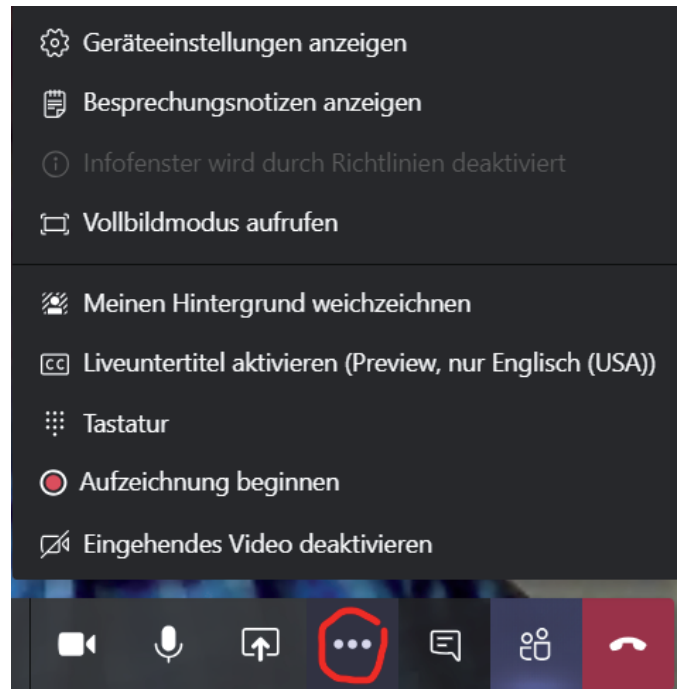 Geräteeinstellungen anzeigen
Besprechungsnotizen anzeigen
Infofenster wird durch Richtlinien deaktiviert
Vollbildmodus aufrufen
Meinen Hintergrund weichzeichnen
CC Liveuntertitel aktivieren (Preview, nur Englisch (USA))
Tastatur
Aufzeichnung beginnen
Eingehendes Video deaktivieren